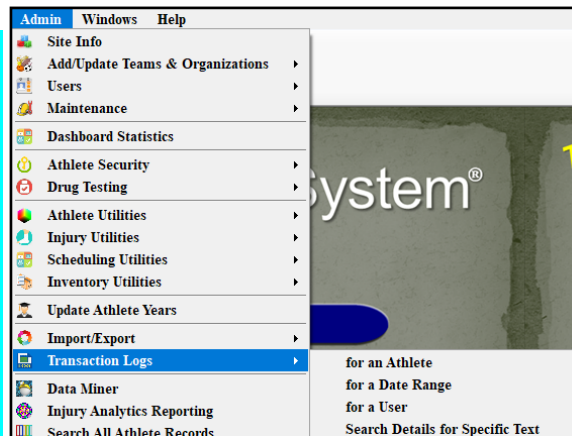 Admin Windows Help
Site Info
Add/Update Teams & Organizations
Users
Maintenance
Dashboard Statistics
Athlete Security
Drug Testing
Athlete Utilities
Injury Utilities
Scheduling Utilities
Inventory Utilities
Update Athlete Years
Import/Export
Transaction Logs
Data Miner
Injury Analytics Reporting
Search All Athlete Records
for an Athlete
for a Date Range
for a User
Search Details for Specific Text
System®